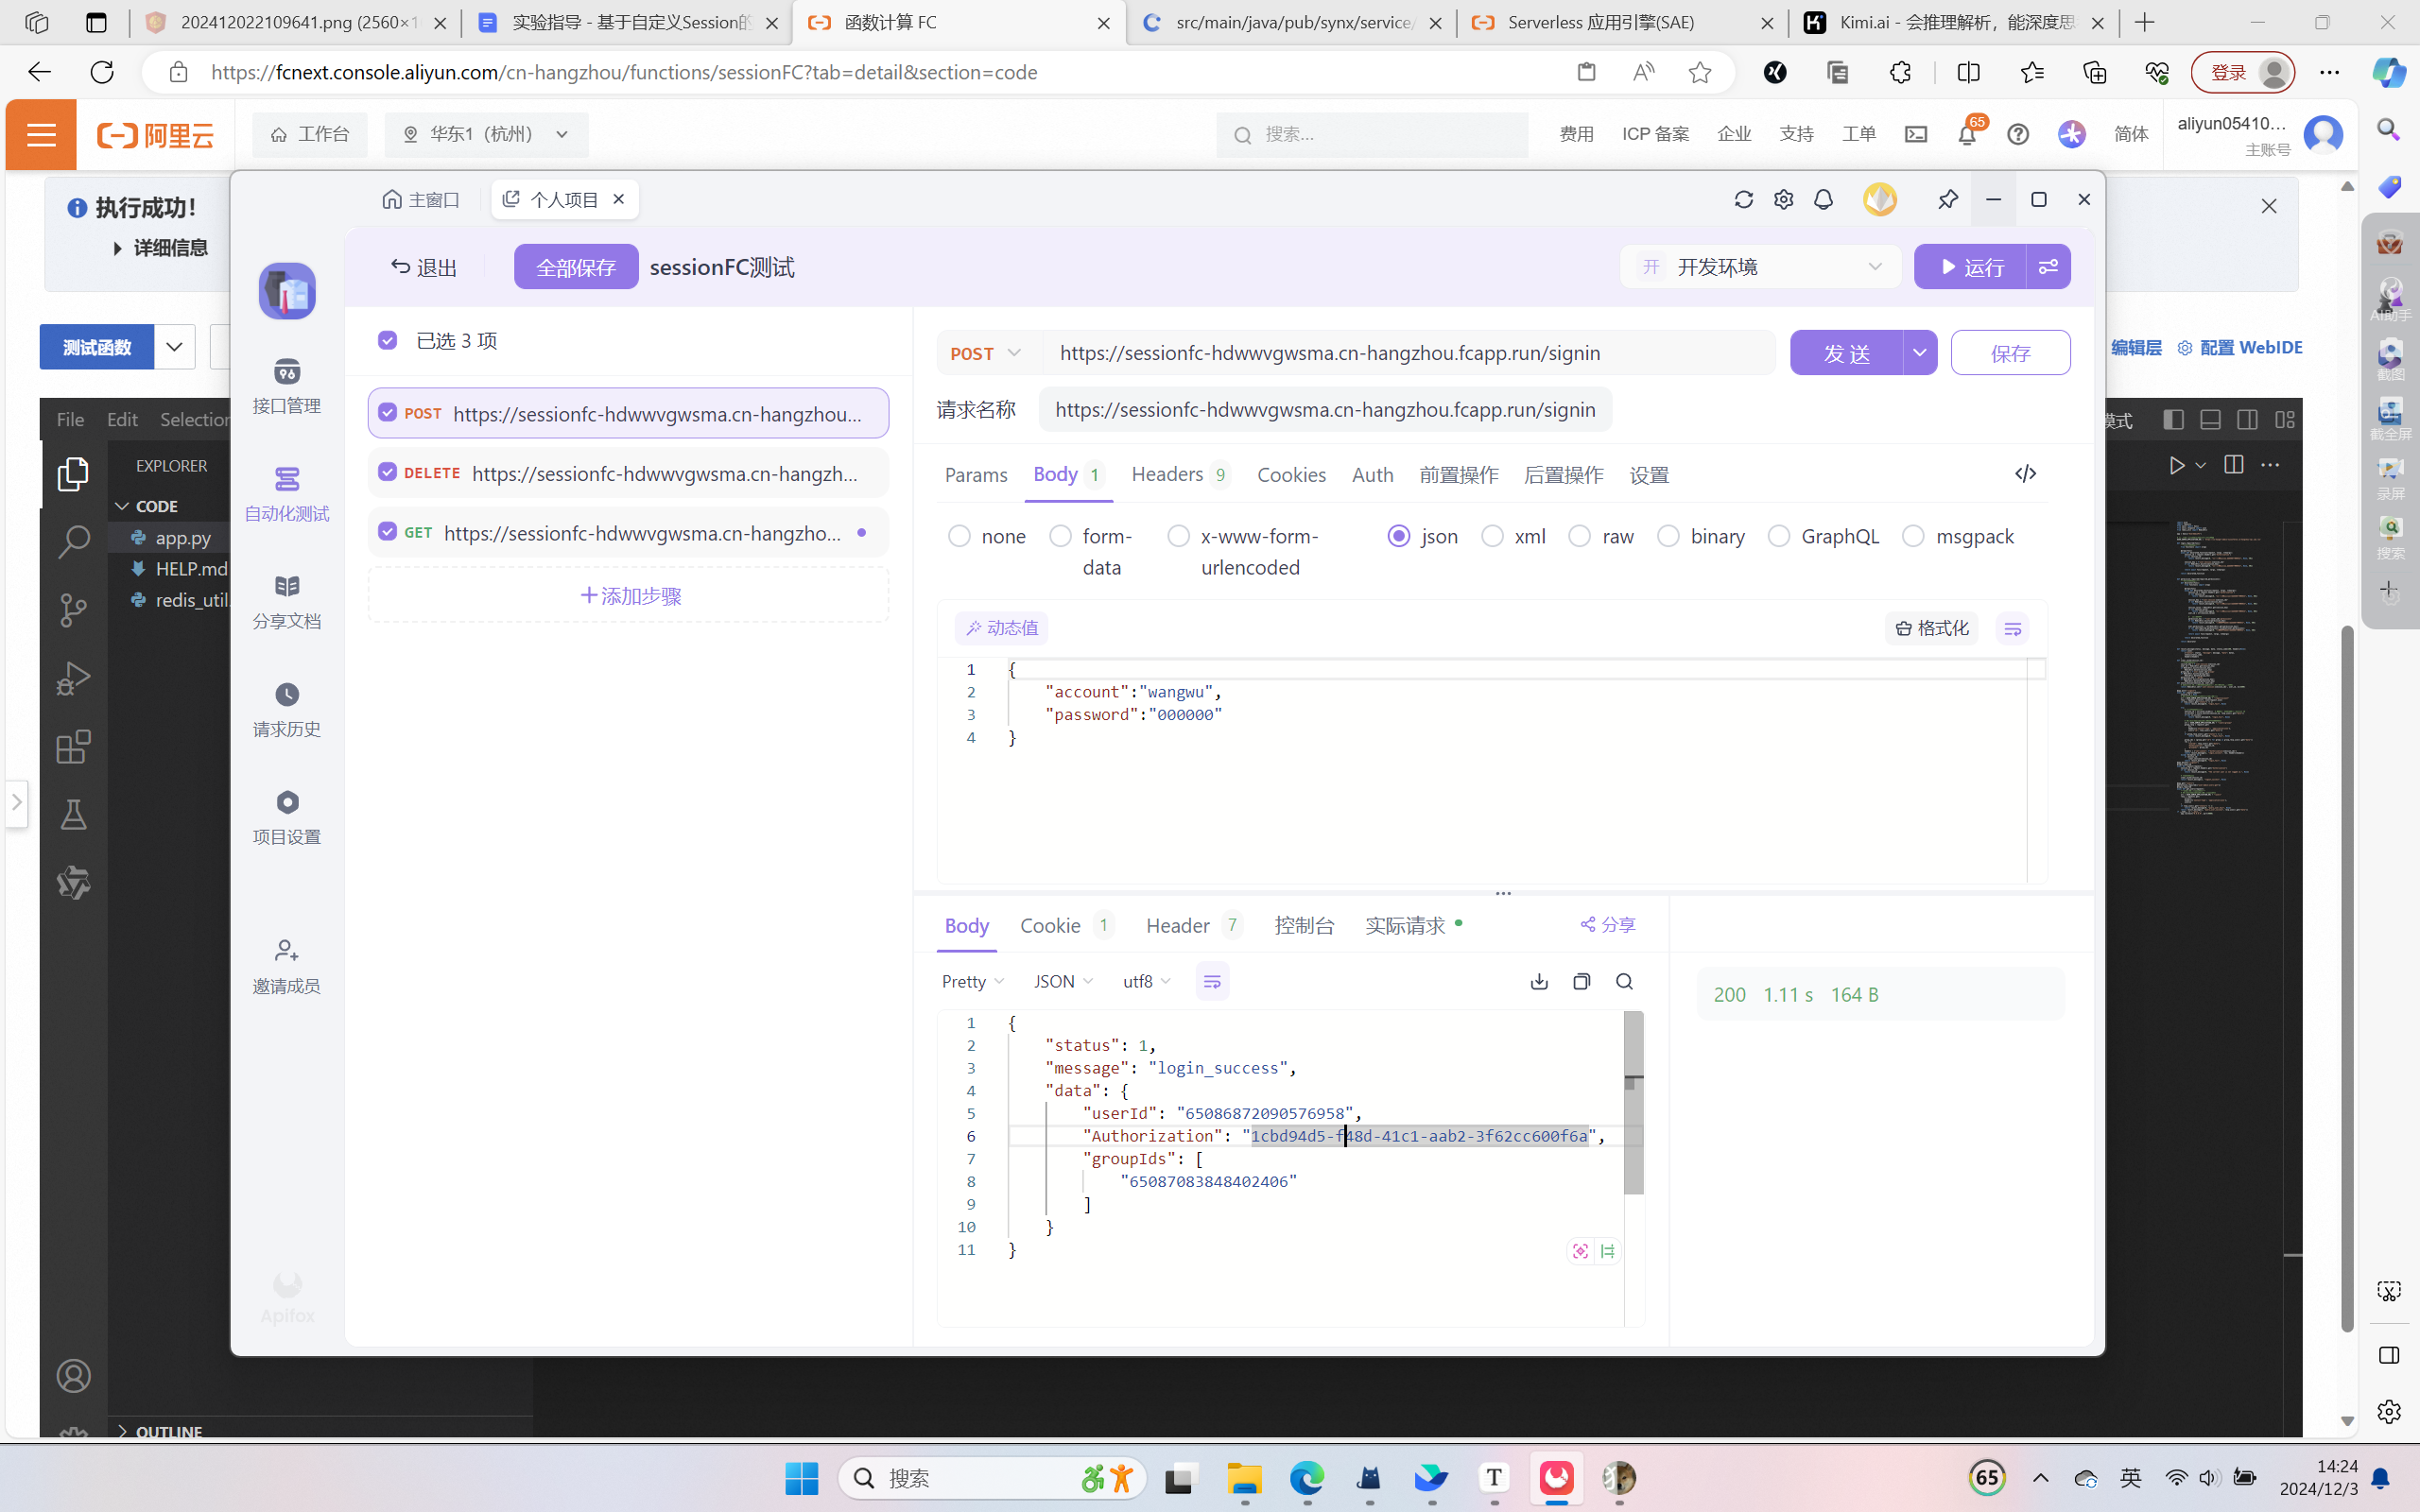 202412022109641.png (2560×1
实验指导 - 基于自定义Session的
函数计算 FC
src/main/java/pub/synx/service/
Serverless 应用引擎(SAE)
Kimi.ai - 会推理解析，能深度思
https://fcnext.console.aliyun.com/cn-hangzhou/functions/sessionFC?tab=detail&section=code
登录
阿里云
工作台
华东1（杭州）
搜索...
费用
ICP 备案
企业
支持
工单
65
简体
aliyun05410...
主账号
执行成功！
详细信息
主窗口
个人项目
退出
全部保存
sessionFC测试
开
开发环境
运行
测试函数
编辑层
配置 WebIDE
已选 3 项
POST
https://sessionfc-hdwwvgwsma.cn-hangzhou.fcapp.run/signin
发 送
保存
接口管理
POST https://sessionfc-hdwwvgwsma.cn-hangzhou...
请求名称
https://sessionfc-hdwwvgwsma.cn-hangzhou.fcapp.run/signin
File
Edit
Selection
模式
EXPLORER
CODE
app.py
HELP.md
redis_util.
OUTLINE
DELETE https://sessionfc-hdwwvgwsma.cn-hangzh...
GET https://sessionfc-hdwwvgwsma.cn-hangzho...
添加步骤
自动化测试
分享文档
请求历史
项目设置
邀请成员
Apifox
Params
Body 1
Headers 9
Cookies
Auth
前置操作
后置操作
设置
none
form-data
x-www-form-urlencoded
json
xml
raw
binary
GraphQL
msgpack
动态值
格式化
1 {
2 "account":"wangwu",
3 "password":"000000"
4 }
Body
Cookie 1
Header 7
控制台
实际请求
分享
Pretty
JSON
utf8
200 1.11 s 164 B
1 {
2 "status": 1,
3 "message": "login_success",
4 "data": {
5 "userId": "65086872090576958",
6 "Authorization": "1cbd94d5-f48d-41c1-aab2-3f62cc600f6a",
7 "groupIds": [
8 "65087083848402406"
9 ]
10 }
11 }
AI助手
截图
截全屏
录屏
搜索
搜索
65
英
14:24
2024/12/3